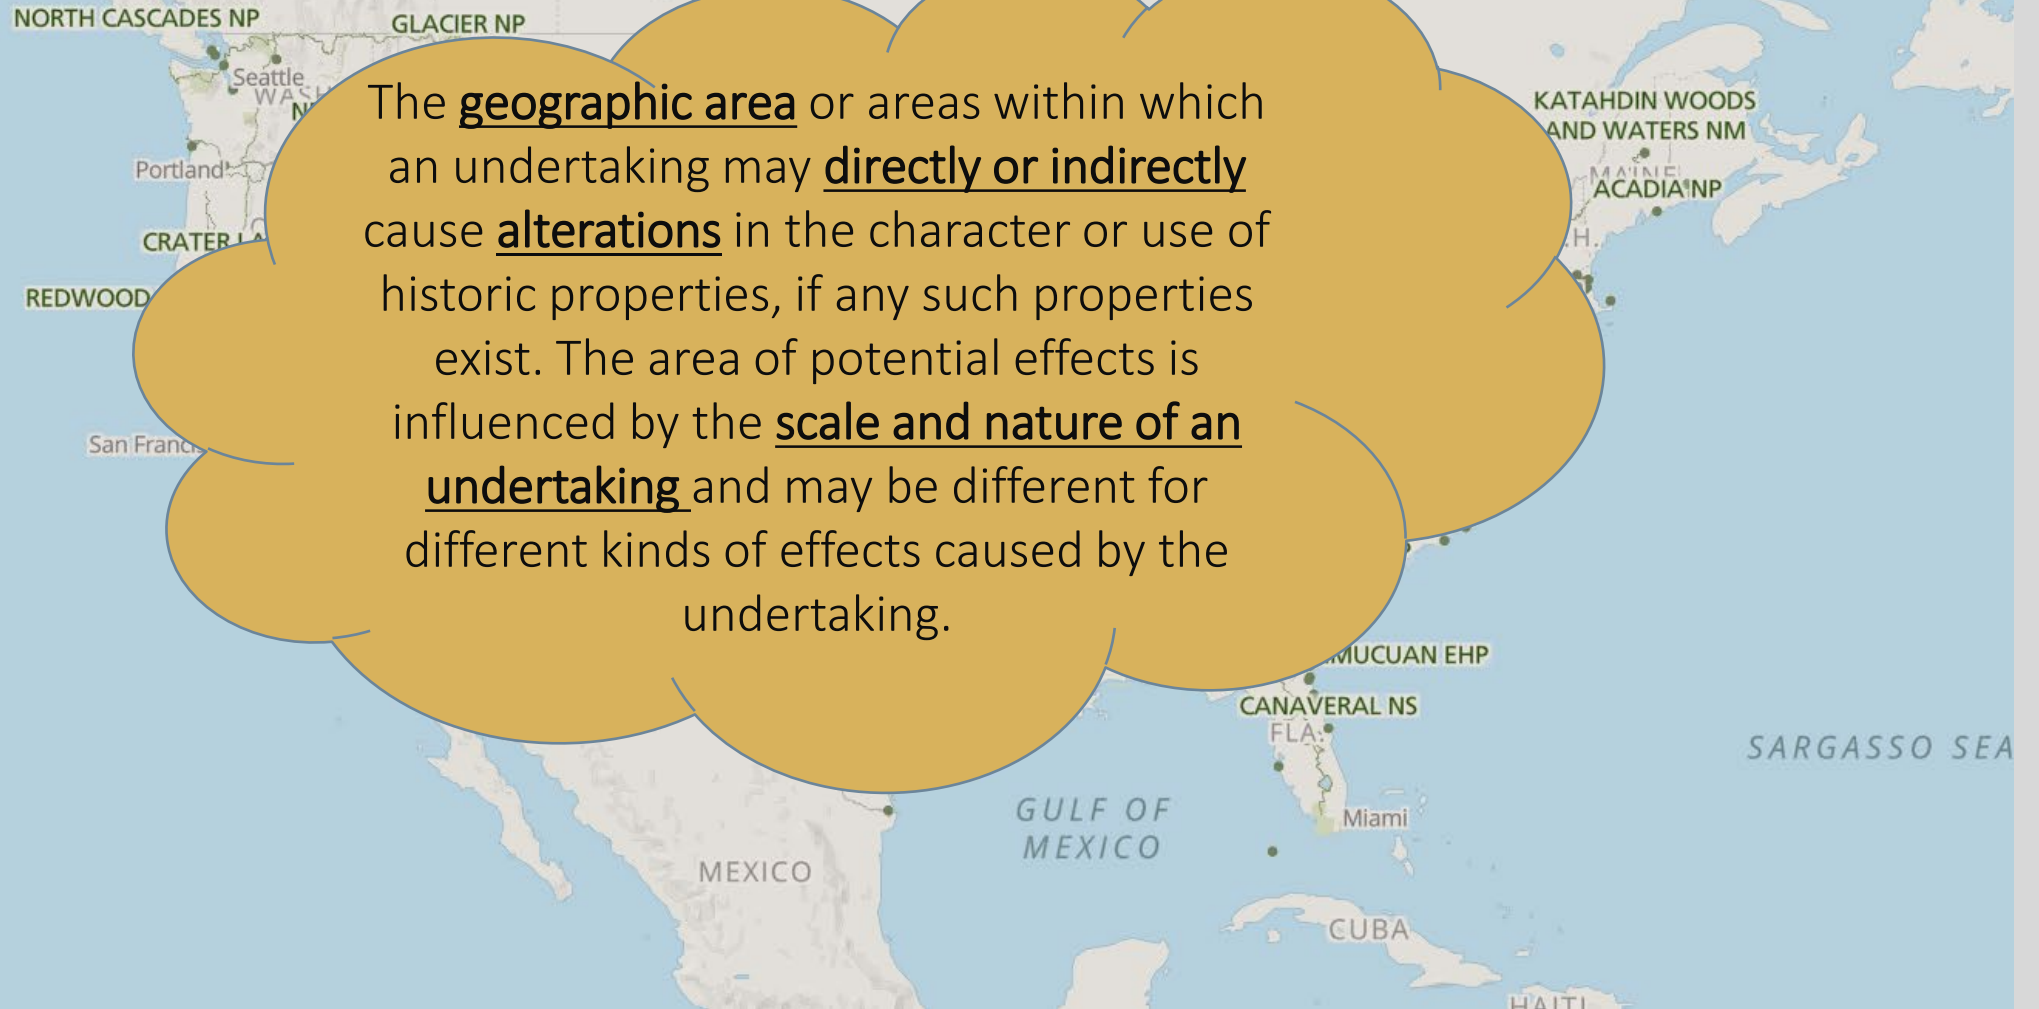 NORTH CASCADES NP
GLACIER NP
Seattle
WASH
Portland
The geographic area or areas within which
an undertaking may directly or indirectly
cause alterations in the character or use of
historic properties, if any such properties
exist. The area of potential effects is
influenced by the scale and nature of an
undertaking and may be different for
different kinds of effects caused by the
undertaking.
KATAHDIN WOODS
AND WATERS NM
MAINE
ACADIA NP
.H.
CRATER LA
REDWOOD
San Franci
MUCUAN EHP
CANAVERAL NS
FLA.
Miami
SARGASSO SEA
GULF OF
MEXICO
MEXICO
CUBA
HAITI